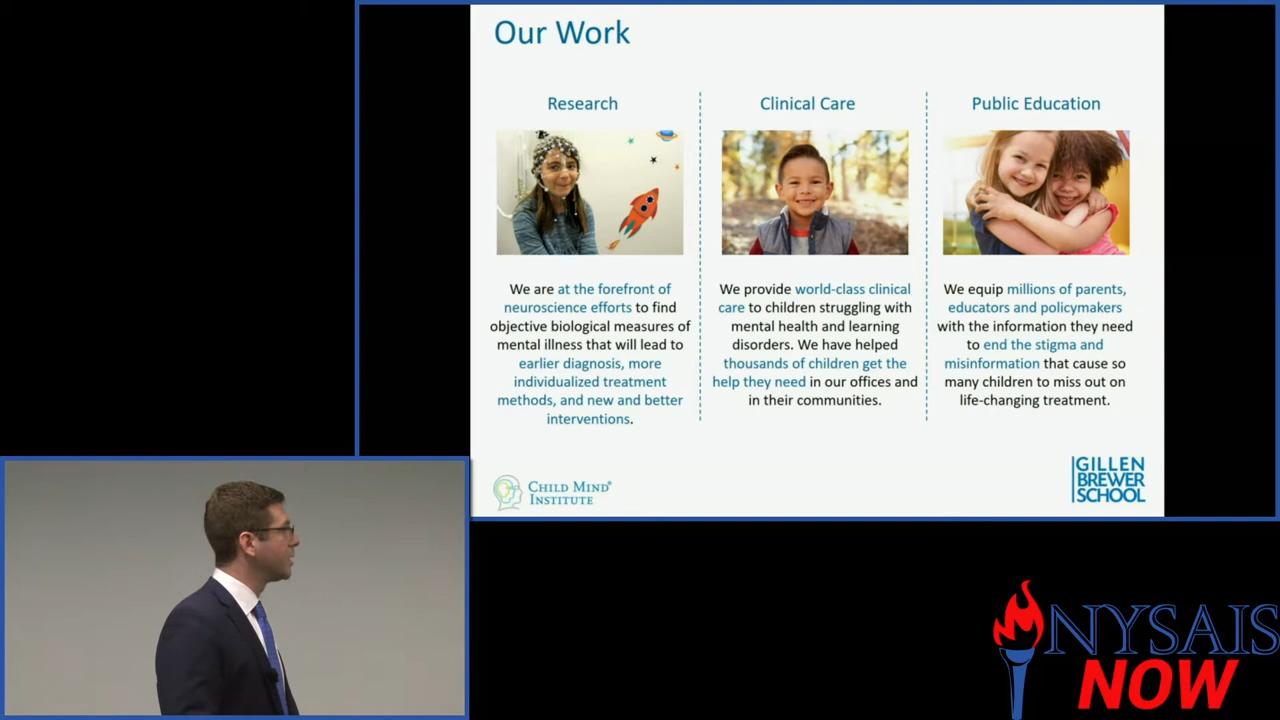 Our Work
Research
We are at the forefront of
neuroscience efforts to find
objective biological measures of
mental illness that will lead to
earlier diagnosis, more
individualized treatment
methods, and new and better
interventions.
Clinical Care
We provide world-class clinical
care to children struggling with
mental health and learning
disorders. We have helped
thousands of children get the
help they need in our offices and
in their communities.
Public Education
We equip millions of parents,
educators and policymakers
with the information they need
to end the stigma and
misinformation that cause so
many children to miss out on
life-changing treatment.
CHILD MIND®
INSTITUTE
GILLEN
BREWER
SCHOOL
NYSAIS
NOW